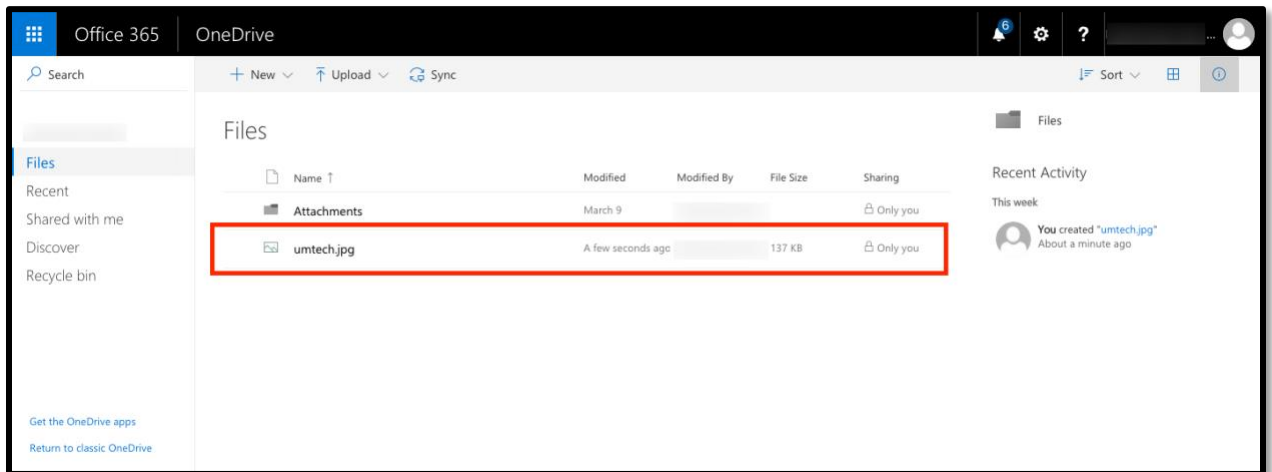 Office 365 OneDrive 6 ? ...
Search + New Upload Sync Sort
Files
Files
Recent Activity
This week
You created "umtech.jpg"
About a minute ago
Files
Recent
Shared with me
Discover
Recycle bin
Name ↑ Modified Modified By File Size Sharing
Attachments March 9 Only you
umtech.jpg A few seconds ago 137 KB Only you
Get the OneDrive apps
Return to classic OneDrive